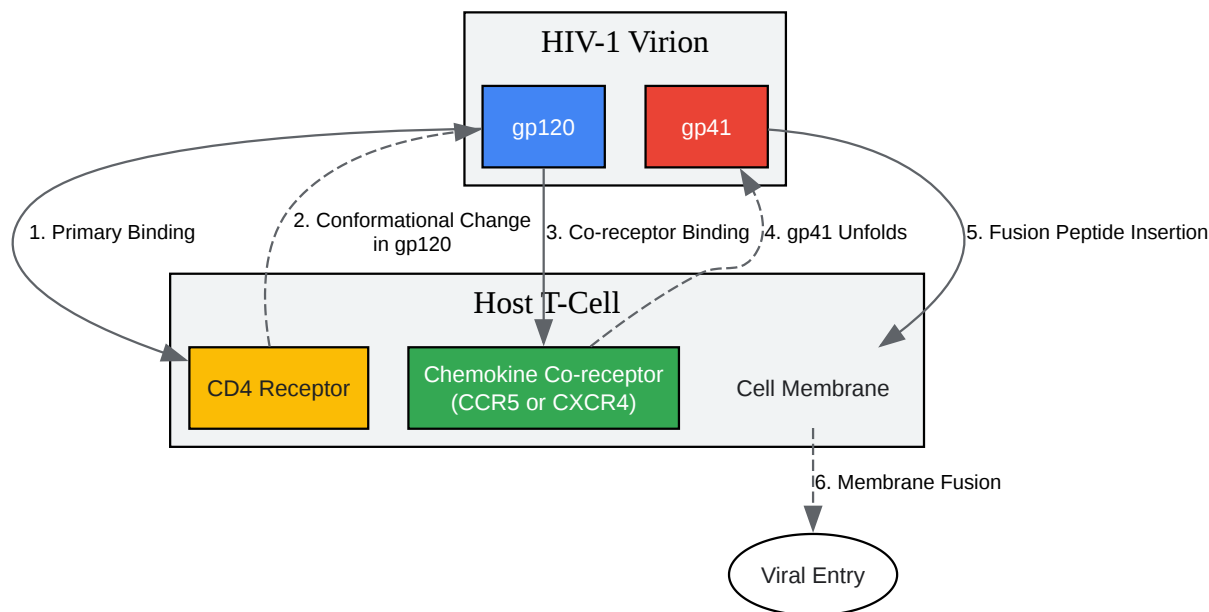 HIV-1 Virion
gp120
gp41
1. Primary Binding
2. Conformational Change
in gp120
3. Co-receptor Binding
4. gp41 Unfolds
5. Fusion Peptide Insertion
Host T-Cell
CD4 Receptor
Chemokine Co-receptor
(CCR5 or CXCR4)
Cell Membrane
6. Membrane Fusion
Viral Entry